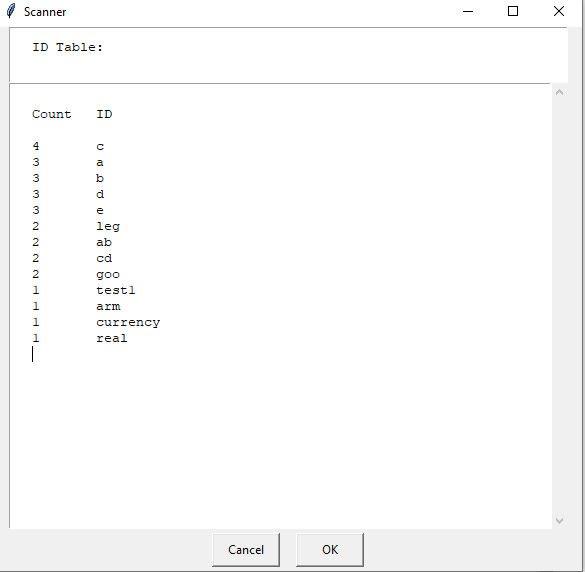 Scanner
ID Table:
Count ID
4 c
3 a
3 b
3 d
3 e
2 leg
2 ab
2 cd
2 goo
1 test1
1 arm
1 currency
1 real
Cancel OK